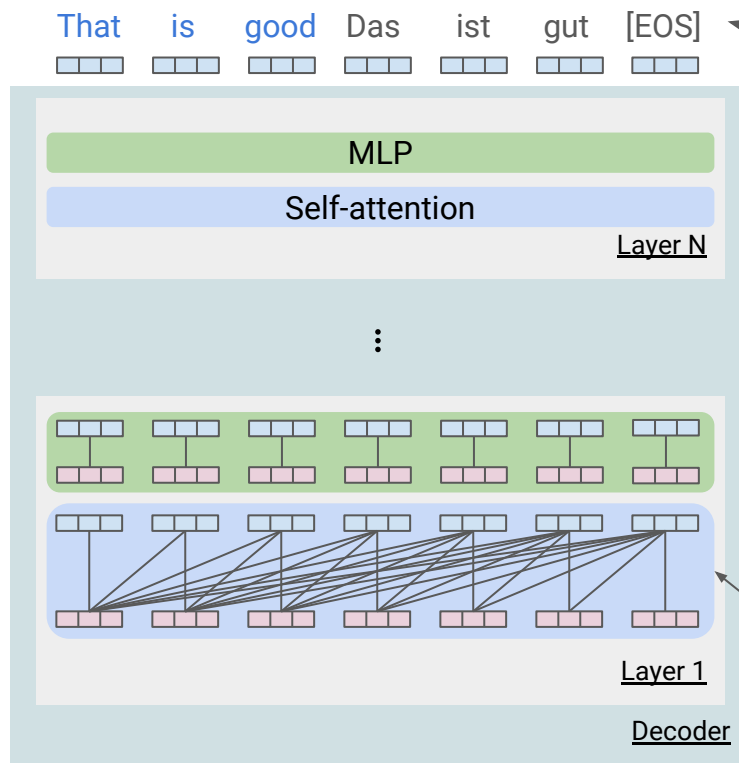 That is good Das ist gut [EOS]
MLP
Self-attention
Layer N
Layer 1
Decoder